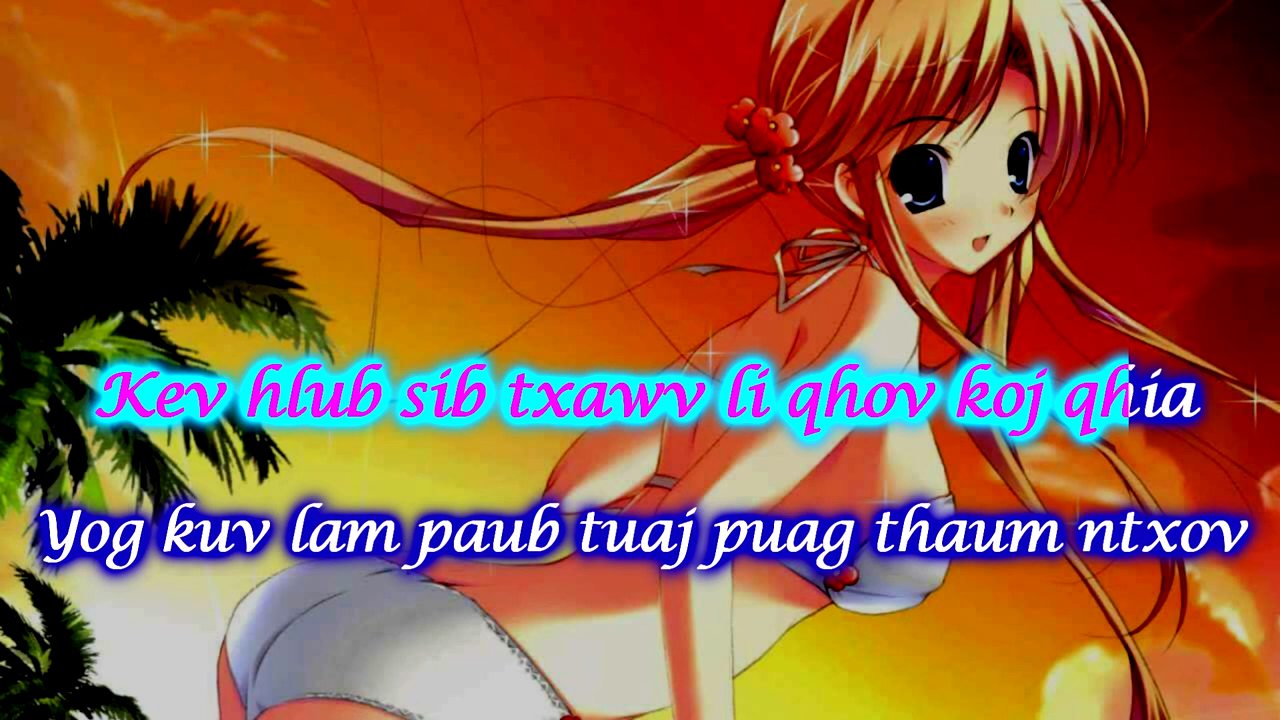 Kev hlub sib txawv li qhov koj qhia
Yog kuv lam paub tuaj puag thaum ntxov